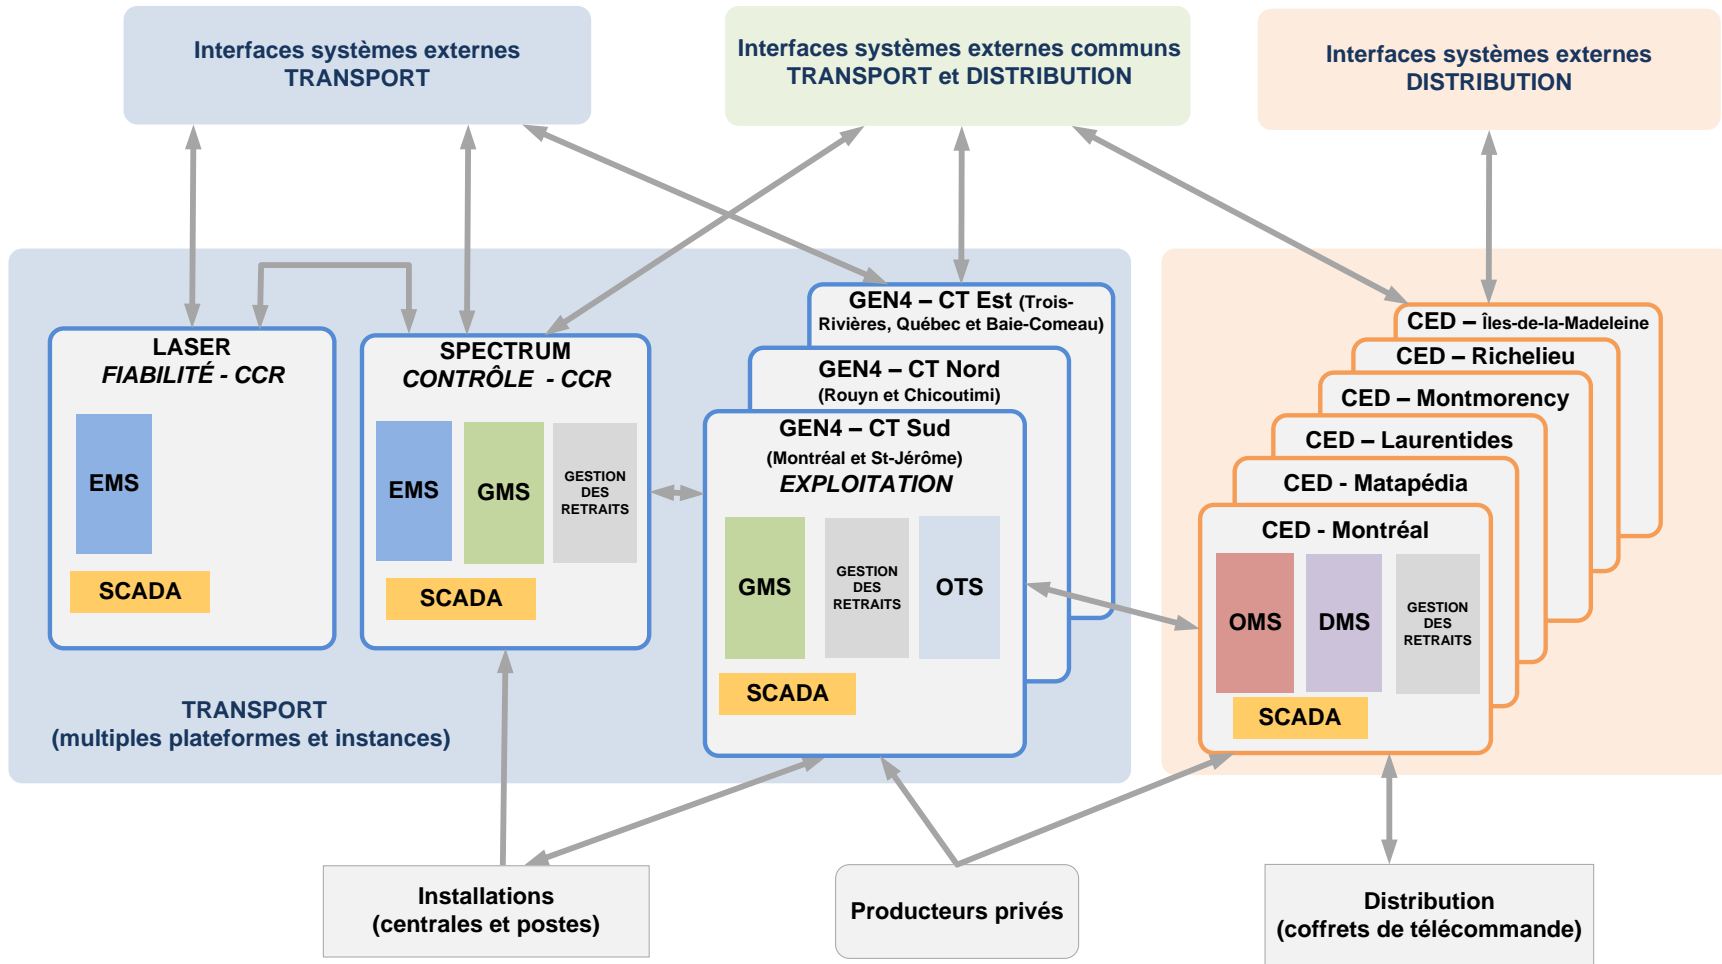 Interfaces systèmes externes
TRANSPORT
Interfaces systèmes externes communs
TRANSPORT et DISTRIBUTION
Interfaces systèmes externes
DISTRIBUTION
LASER
FIABILITÉ - CCR
EMS
SCADA
SPECTRUM
CONTRÔLE - CCR
EMS
GMS
GESTION
DES
RETRAITS
SCADA
GEN4 – CT Est (Trois-
Rivières, Québec et Baie-Comeau)
GEN4 – CT Nord
(Rouyn et Chicoutimi)
GEN4 – CT Sud
(Montréal et St-Jérôme)
EXPLOITATION
GMS
GESTION
DES
RETRAITS
OTS
SCADA
TRANSPORT
(multiples plateformes et instances)
CED – Îles-de-la-Madeleine
CED – Richelieu
CED – Montmorency
CED – Laurentides
CED - Matapédia
CED - Montréal
OMS
DMS
GESTION
DES
RETRAITS
SCADA
Installations
(centrales et postes)
Producteurs privés
Distribution
(coffrets de télécommande)